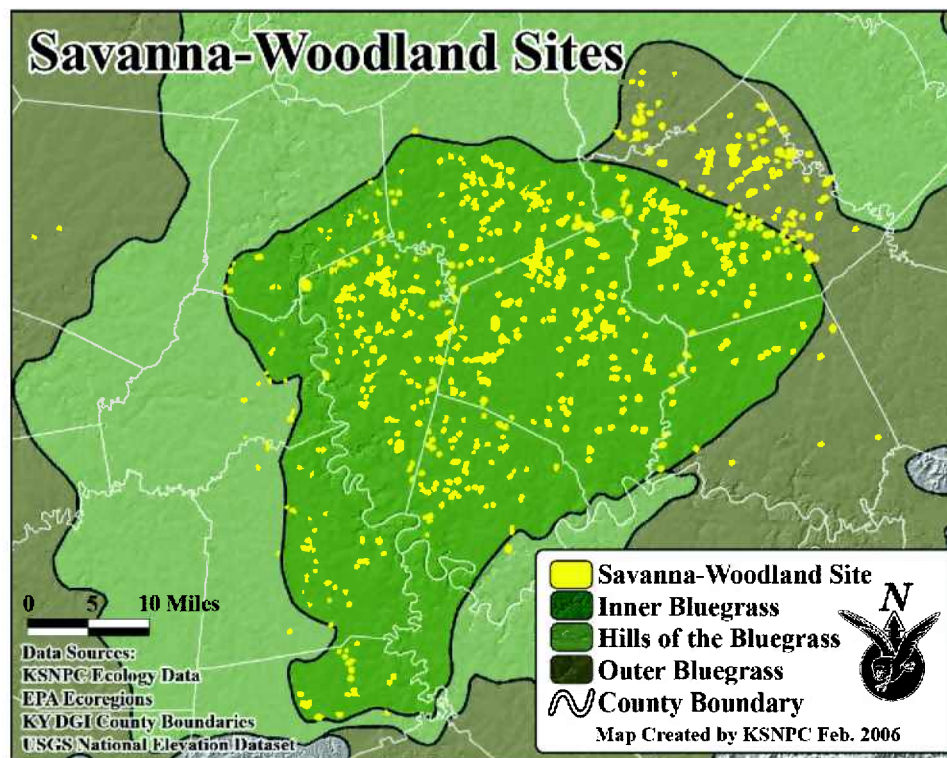 Savanna-Woodland Sites
0 5 10 Miles
Data Sources:
KSNPC Ecology Data
EPA Ecoregions
KY DGI County Boundaries
USGS National Elevation Dataset
Savanna-Woodland Site
Inner Bluegrass
Hills of the Bluegrass
Outer Bluegrass
County Boundary
Map Created by KSNPC Feb. 2006
N